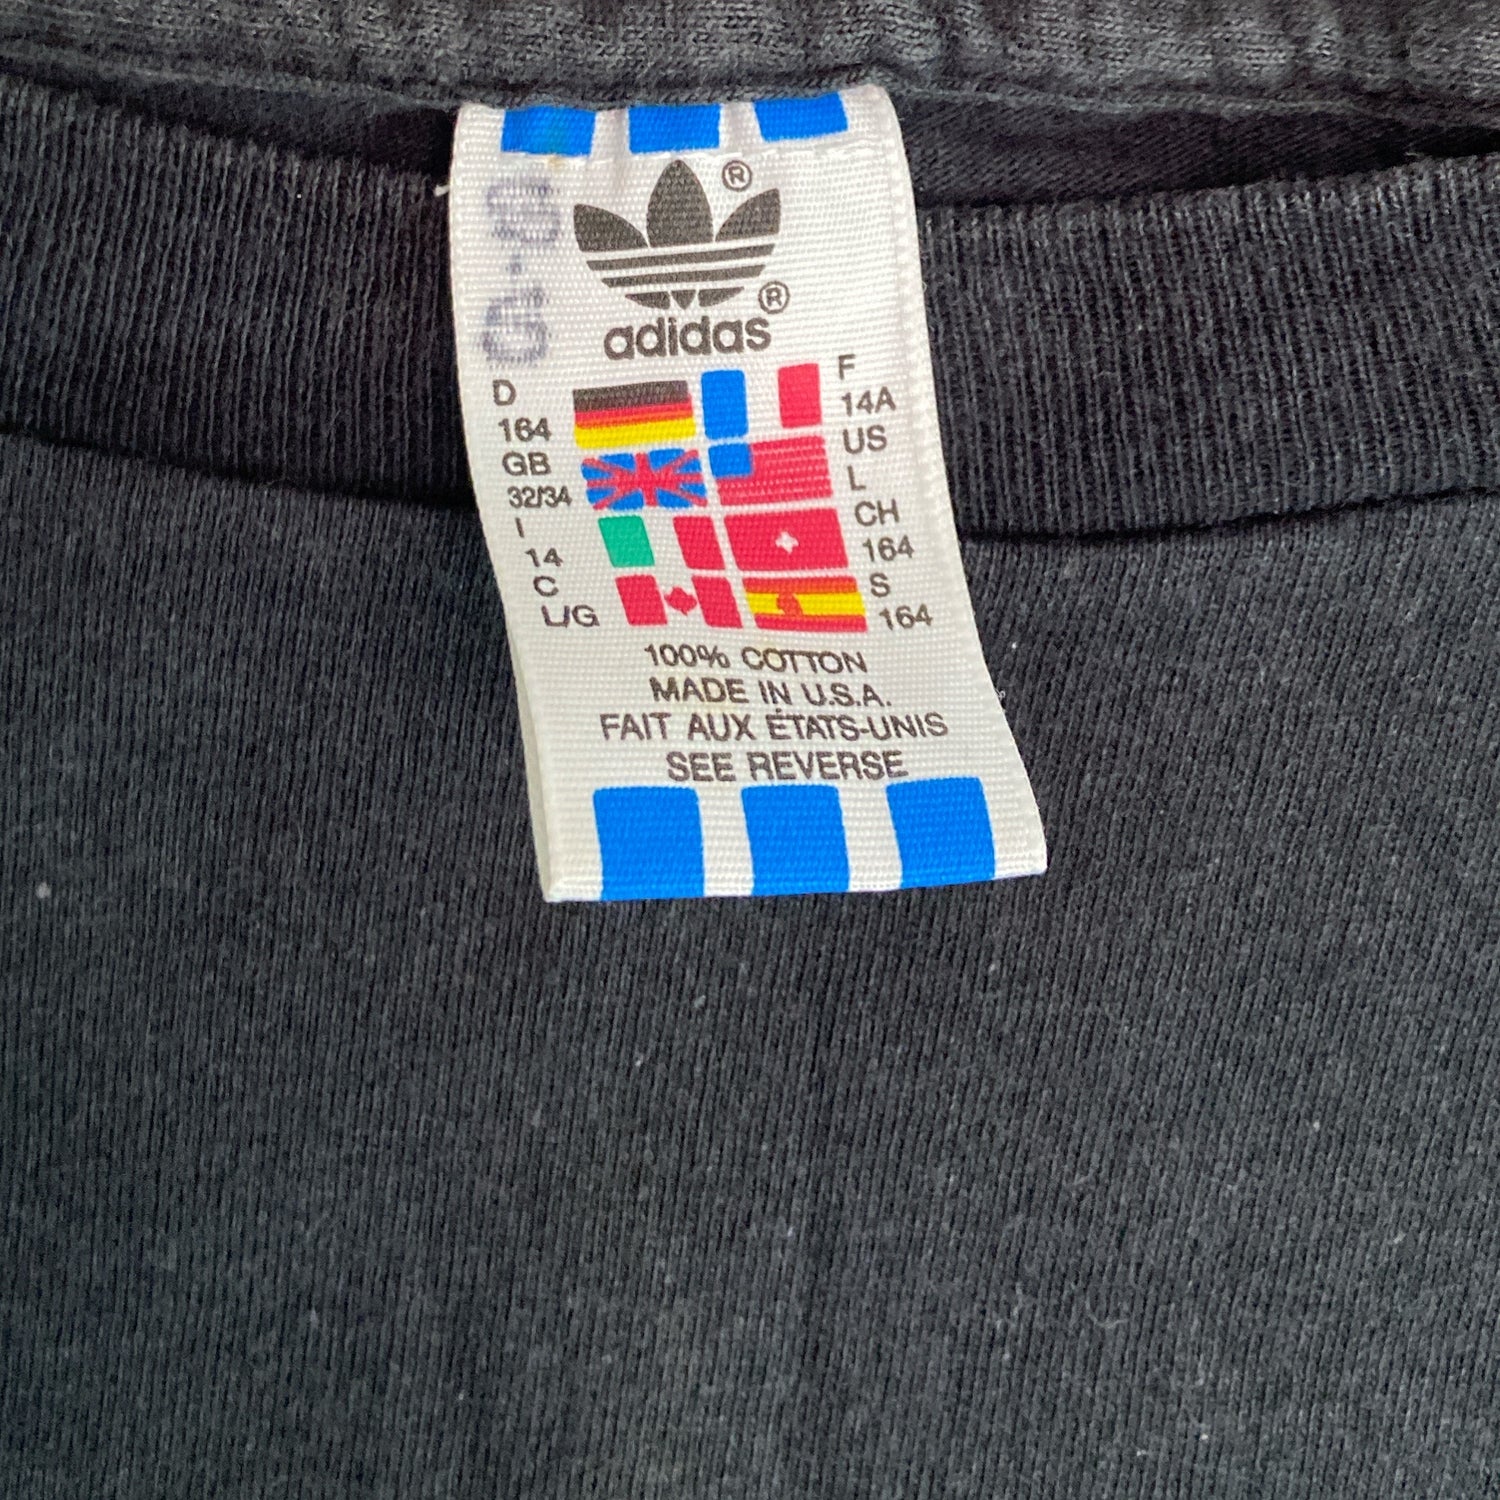 ®
®
adidas
D
164
GB
32/34
I
14
C
L/G
F
14A
US
L
CH
164
S
164
100% COTTON
MADE IN U.S.A.
FAIT AUX ÉTATS-UNIS
SEE REVERSE